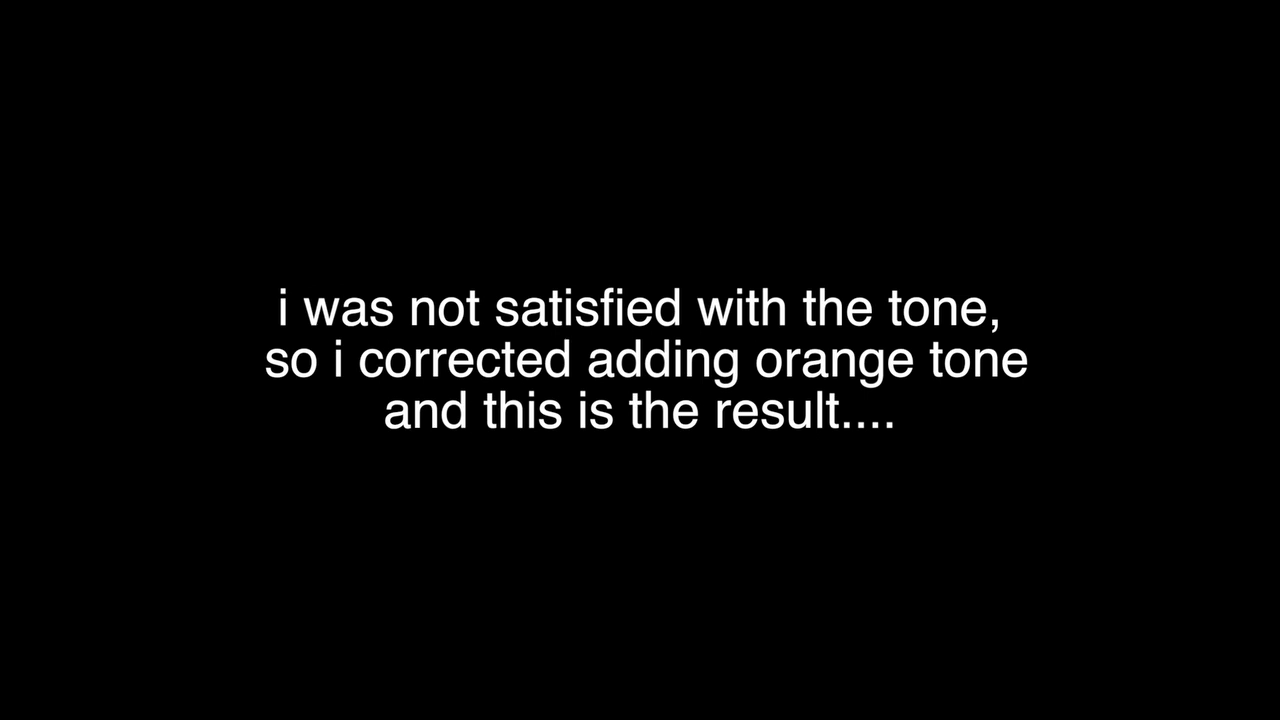 i was not satisfied with the tone,
so i corrected adding orange tone
and this is the result....